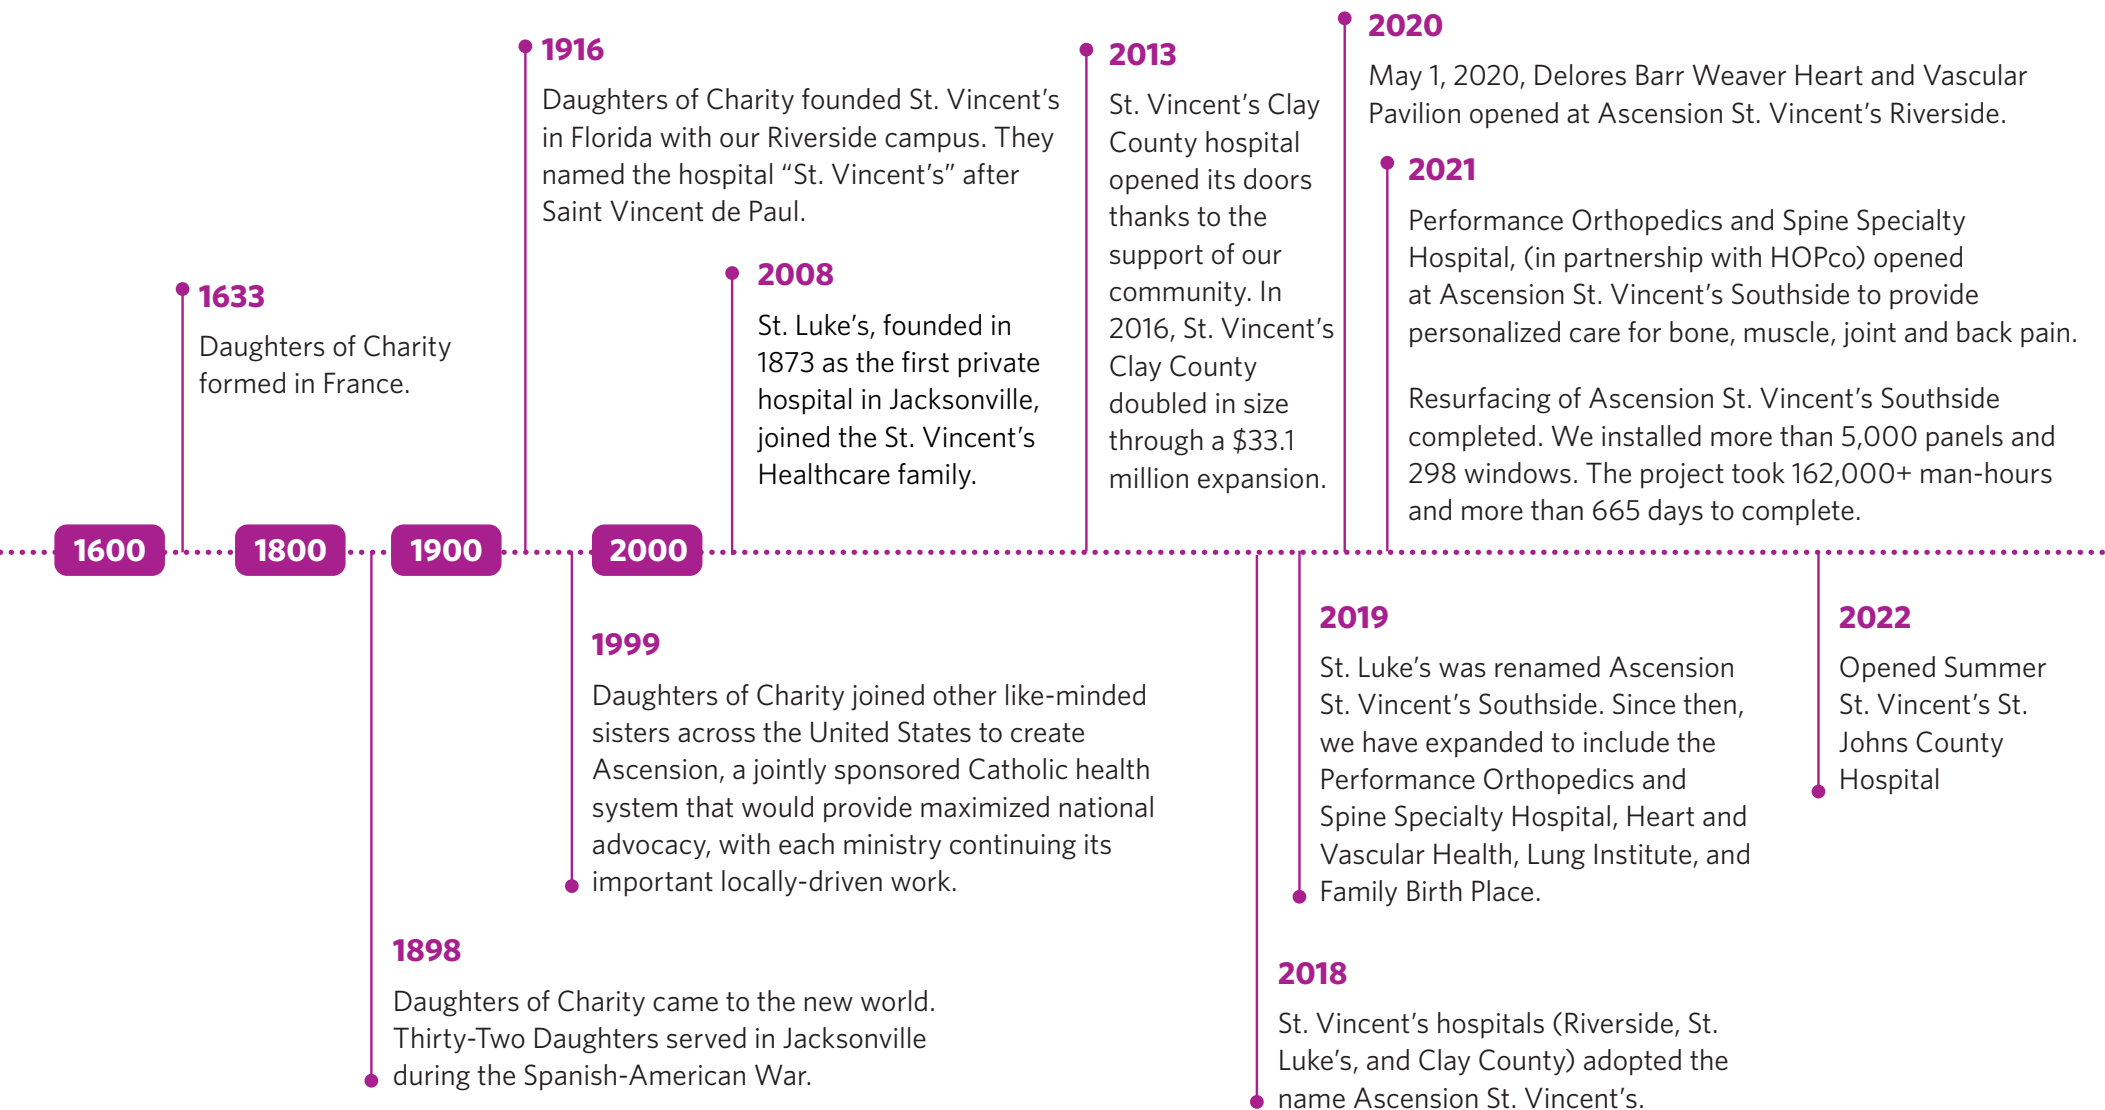 1633
Daughters of Charity
formed in France.
1916
Daughters of Charity founded St. Vincent’s
in Florida with our Riverside campus. They
named the hospital “St. Vincent’s” after
Saint Vincent de Paul.
2008
St. Luke’s, founded in
1873 as the first private
hospital in Jacksonville,
joined the St. Vincent’s
Healthcare family.
2013
St. Vincent’s Clay
County hospital
opened its doors
thanks to the
support of our
community. In
2016, St. Vincent’s
Clay County
doubled in size
through a $33.1
million expansion.
2020
May 1, 2020, Delores Barr Weaver Heart and Vascular
Pavilion opened at Ascension St. Vincent’s Riverside.
2021
Performance Orthopedics and Spine Specialty
Hospital, (in partnership with HOPco) opened
at Ascension St. Vincent’s Southside to provide
personalized care for bone, muscle, joint and back pain.
Resurfacing of Ascension St. Vincent’s Southside
completed. We installed more than 5,000 panels and
298 windows. The project took 162,000+ man-hours
and more than 665 days to complete.
1600
1800
1900
2000
1898
Daughters of Charity came to the new world.
Thirty-Two Daughters served in Jacksonville
during the Spanish-American War.
1999
Daughters of Charity joined other like-minded
sisters across the United States to create
Ascension, a jointly sponsored Catholic health
system that would provide maximized national
advocacy, with each ministry continuing its
important locally-driven work.
2018
St. Vincent’s hospitals (Riverside, St.
Luke’s, and Clay County) adopted the
name Ascension St. Vincent’s.
2019
St. Luke’s was renamed Ascension
St. Vincent’s Southside. Since then,
we have expanded to include the
Performance Orthopedics and
Spine Specialty Hospital, Heart and
Vascular Health, Lung Institute, and
Family Birth Place.
2022
Opened Summer
St. Vincent’s St.
Johns County
Hospital